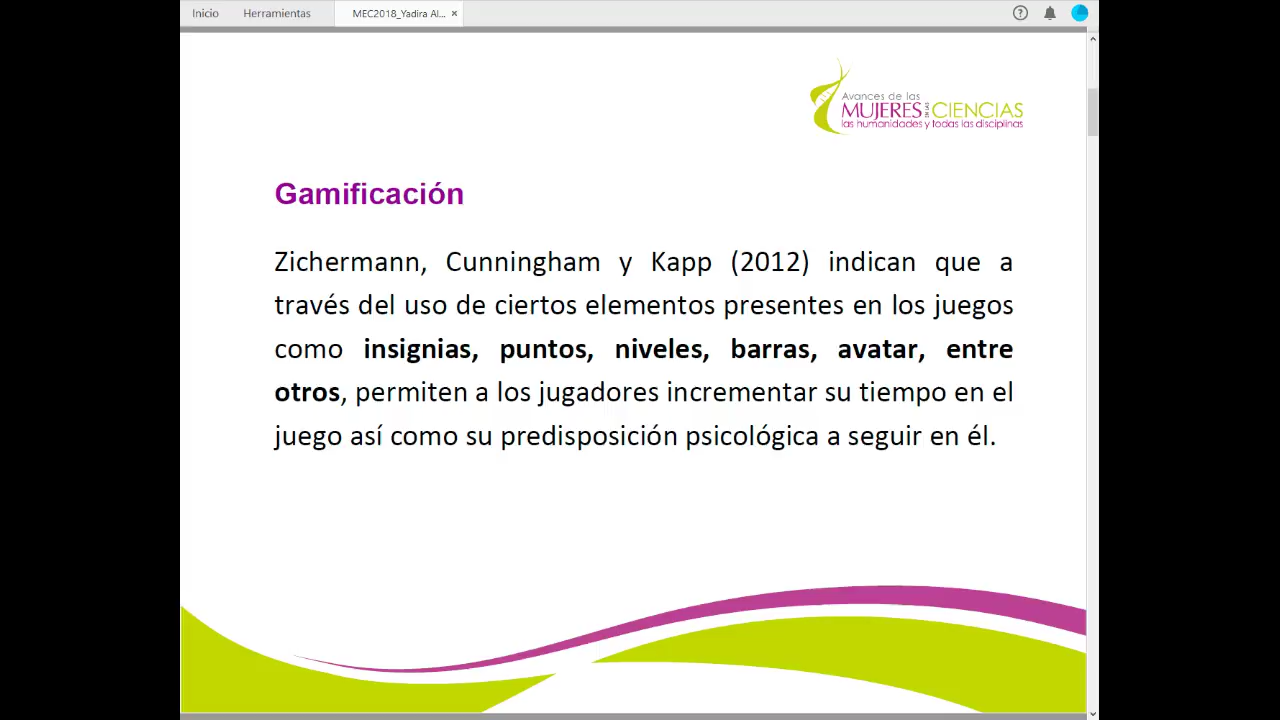 Inicio Herramientas MEC2018_Yadira Al... ×
Avances de las
MUJERES EN LAS CIENCIAS
las humanidades y todas las disciplinas
Gamificación
Zichermann, Cunningham y Kapp (2012) indican que a
través del uso de ciertos elementos presentes en los juegos
como insignias, puntos, niveles, barras, avatar, entre
otros, permiten a los jugadores incrementar su tiempo en el
juego así como su predisposición psicológica a seguir en él.